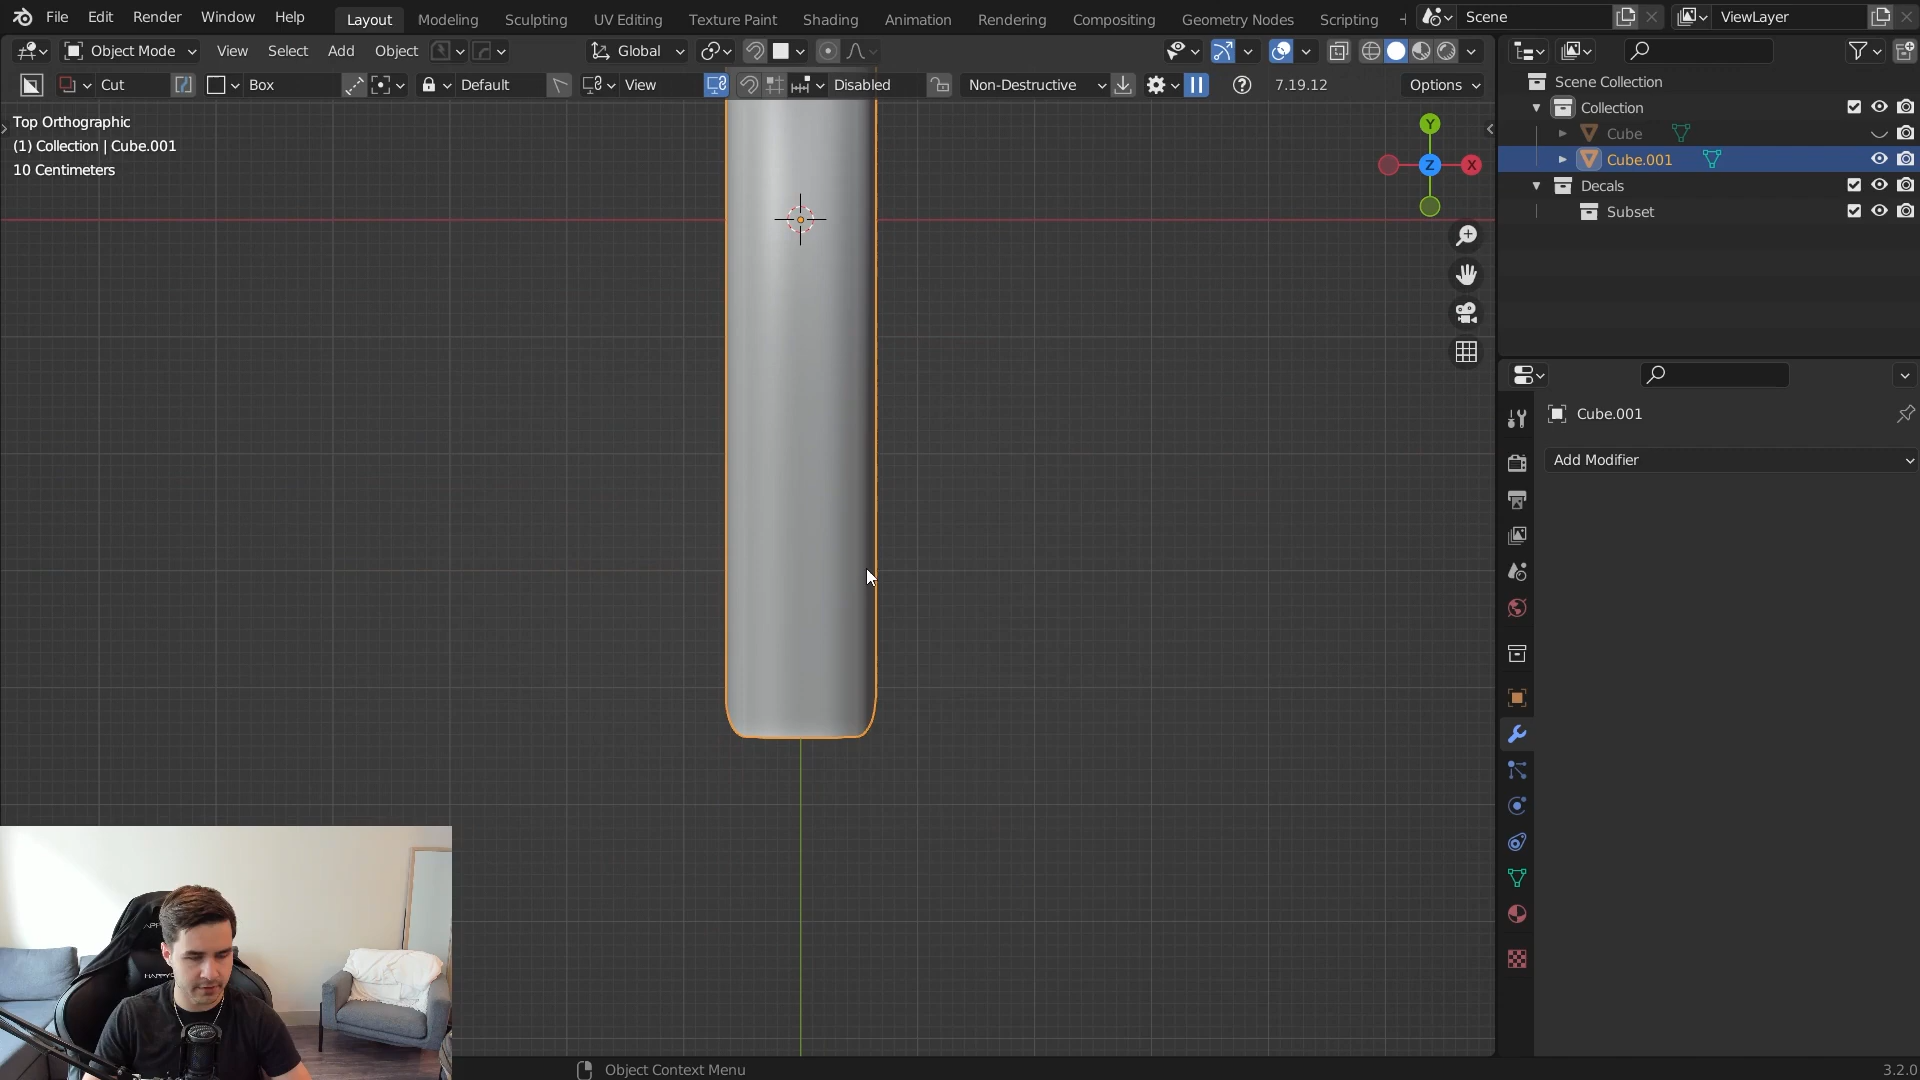 File Edit Render Window Help Layout Modeling Sculpting UV Editing Texture Paint Shading Animation Rendering Compositing Geometry Nodes Scripting Scene ViewLayer
Object Mode View Select Add Object Global
Cut Box Default View Disabled Non-Destructive 7.19.12 Options
Top Orthographic
(1) Collection | Cube.001
10 Centimeters
Y
Z
X
Scene Collection
Collection
Cube
Cube.001
Decals
Subset
Cube.001
Add Modifier
Object Context Menu
3.2.0